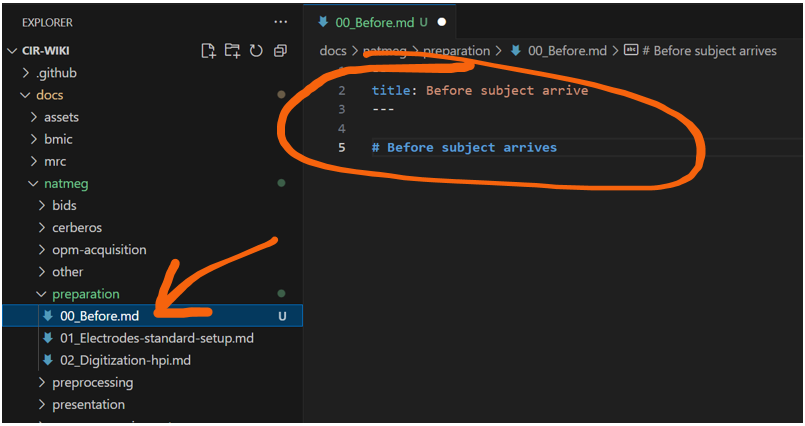 EXPLORER
CIR-WIKI
.github
docs
assets
bmic
mrc
natmeg
bids
cerberos
opm-acquisition
other
preparation
00_Before.md U
01_Electrodes-standard-setup.md
02_Digitization-hpi.md
preprocessing
presentation
00_Before.md U
docs > natmeg > preparation > 00_Before.md > # Before subject arrives
2 title: Before subject arrive
3 ---
4
5 # Before subject arrives